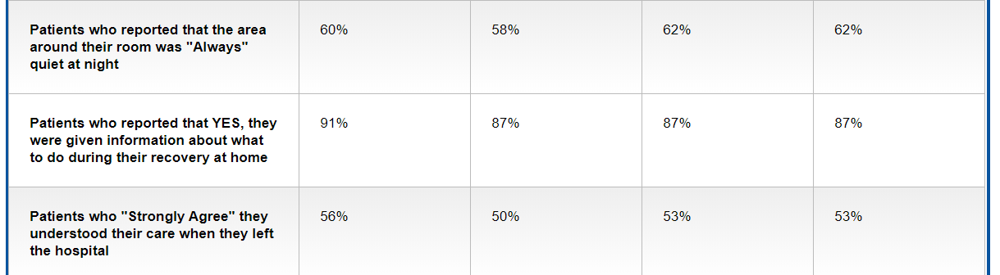 Patients who reported that the area 60% 58% 62% 62%
around their room was "Always"
quiet at night
Patients who reported that YES, they 91% 87% 87% 87%
were given information about what
to do during their recovery at home
Patients who "Strongly Agree" they 56% 50% 53% 53%
understood their care when they left
the hospital